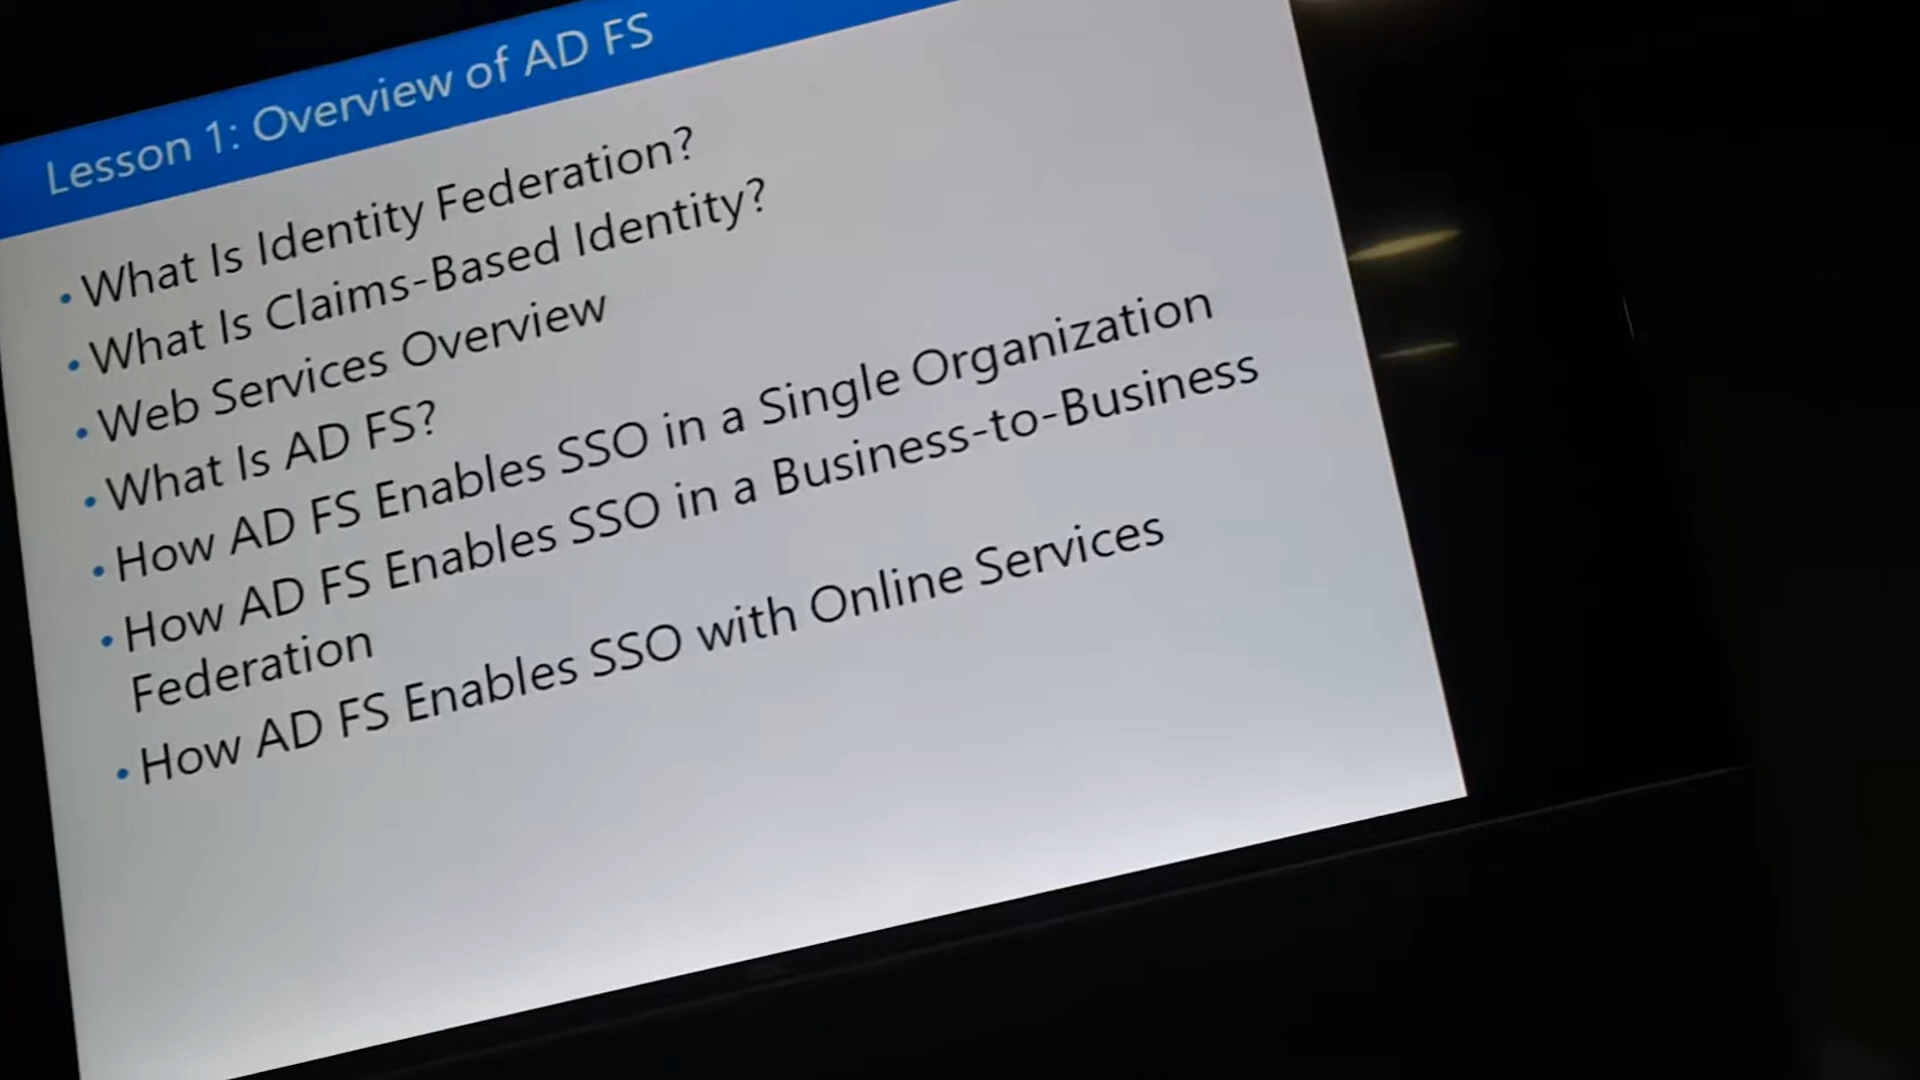 Lesson 1: Overview of AD FS
• What Is Identity Federation?
• What Is Claims-Based Identity?
• Web Services Overview
• What Is AD FS?
• How AD FS Enables SSO in a Single Organization
• How AD FS Enables SSO in a Business-to-Business
Federation
• How AD FS Enables SSO with Online Services